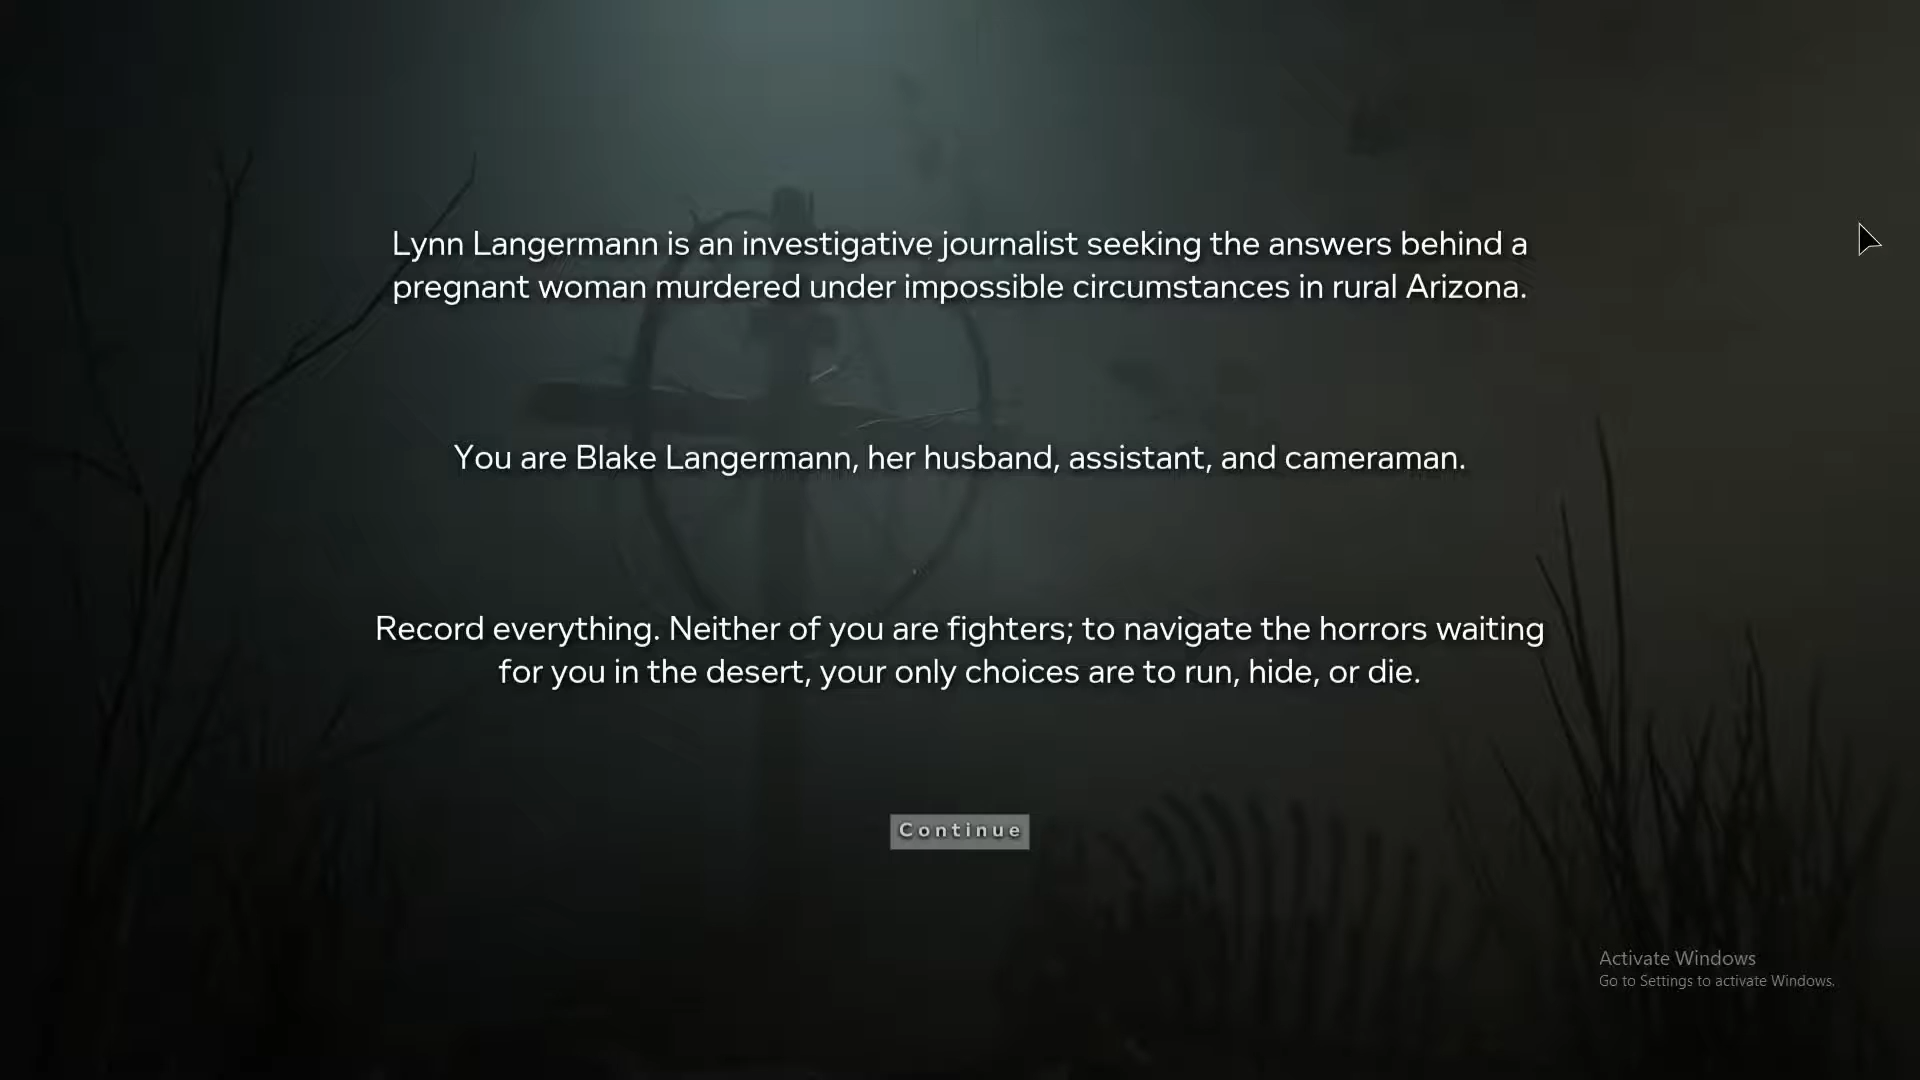 Lynn Langermann is an investigative journalist seeking the answers behind a
pregnant woman murdered under impossible circumstances in rural Arizona.
You are Blake Langermann, her husband, assistant, and cameraman.
Record everything. Neither of you are fighters; to navigate the horrors waiting
for you in the desert, your only choices are to run, hide, or die.
Continue
Activate Windows
Go to Settings to activate Windows.